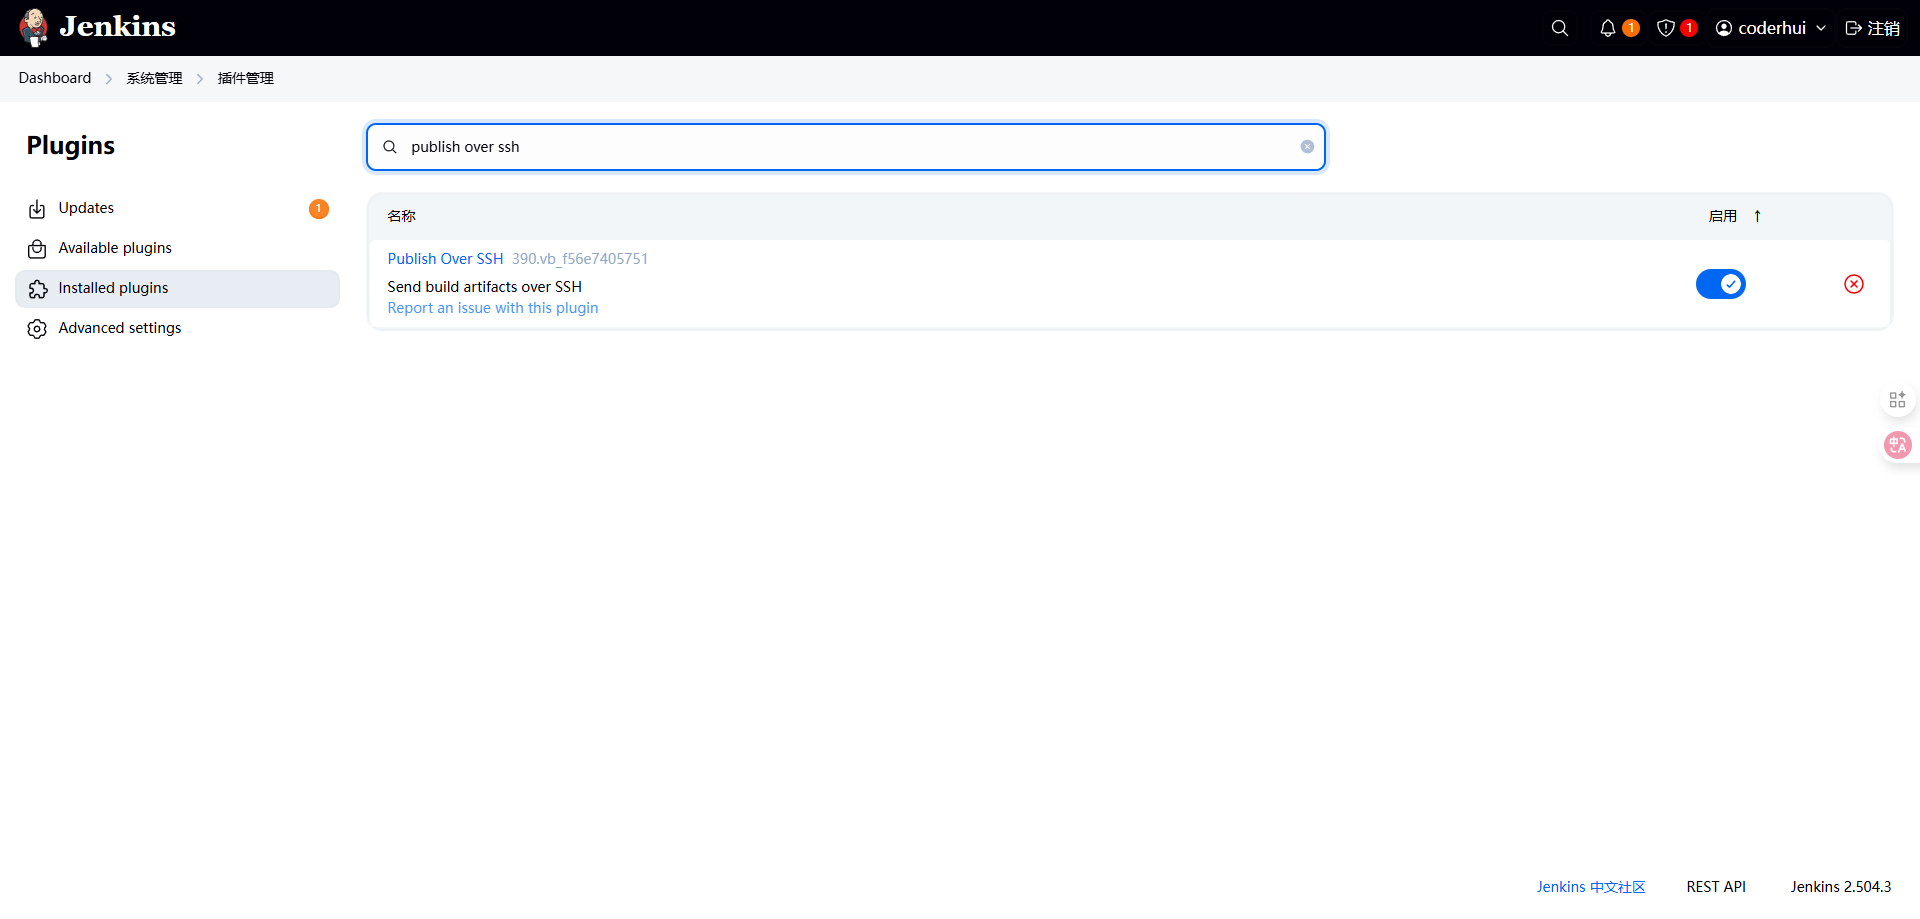 Jenkins
1
1
coderhui
注销
Dashboard
系统管理
插件管理
Plugins
publish over ssh
Updates
1
Available plugins
Installed plugins
Advanced settings
名称
启用 ↑
Publish Over SSH 390.vb_f56e7405751
Send build artifacts over SSH
Report an issue with this plugin
中A
Jenkins 中文社区
REST API
Jenkins 2.504.3